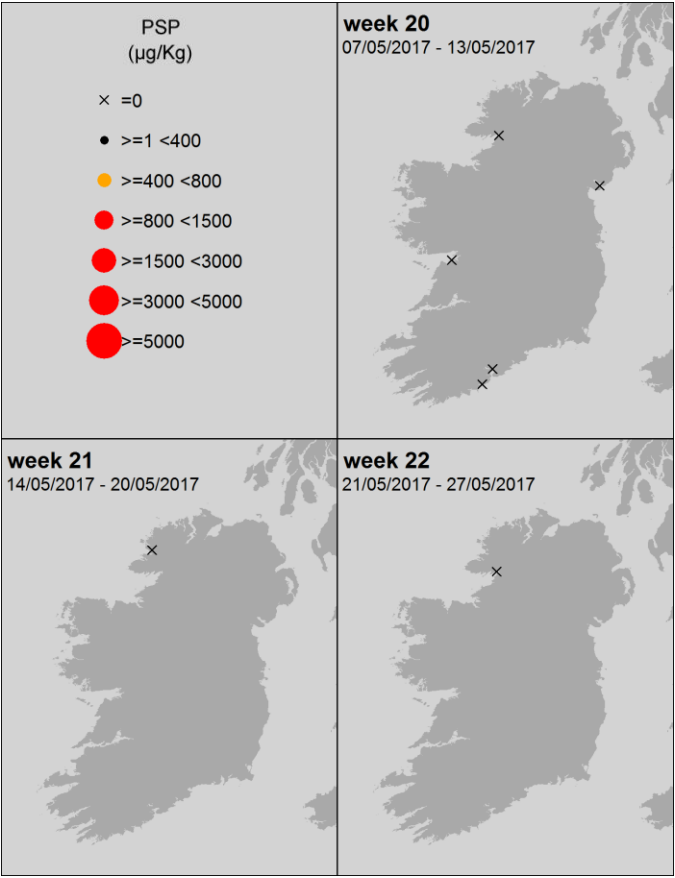 PSP
(µg/Kg)
=0
>=1 <400
>=400 <800
>=800 <1500
>=1500 <3000
>=3000 <5000
>=5000
week 20
07/05/2017 - 13/05/2017
week 21
14/05/2017 - 20/05/2017
week 22
21/05/2017 - 27/05/2017